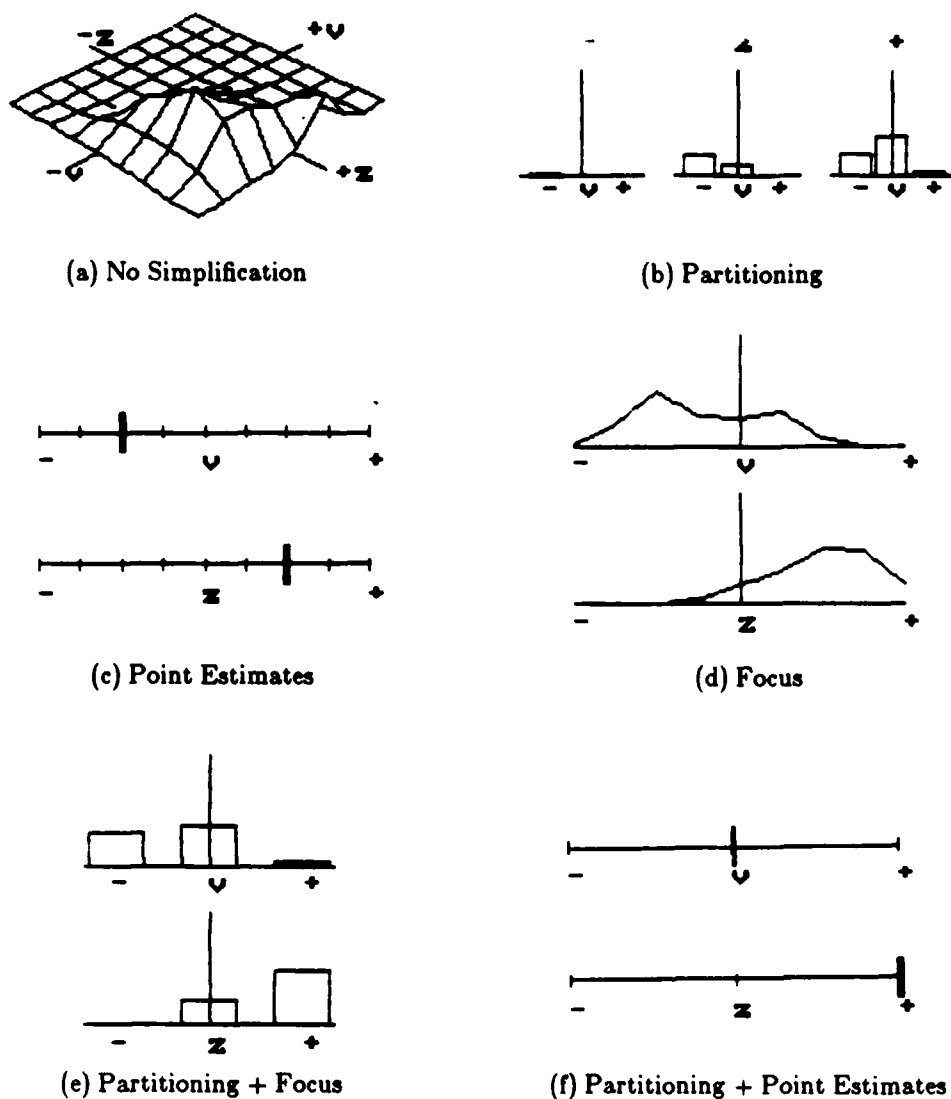 -Z +V
-V +Z
(a) No Simplification
- Z +
- V + - V + - V +
(b) Partitioning
- V +
- Z +
(c) Point Estimates
- V +
- Z +
(d) Focus
- V +
- Z +
(e) Partitioning + Focus
- V +
- Z +
(f) Partitioning + Point Estimates